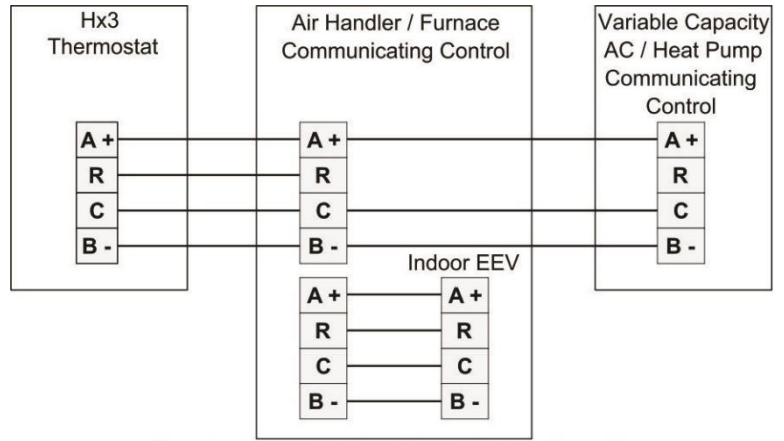 Hx3
Thermostat
Air Handler / Furnace
Communicating Control
Variable Capacity
AC / Heat Pump
Communicating
Control
A +
R
C
B -
A +
R
C
B -
A +
R
C
B -
Indoor EEV
A +
R
C
B -
A +
R
C
B -